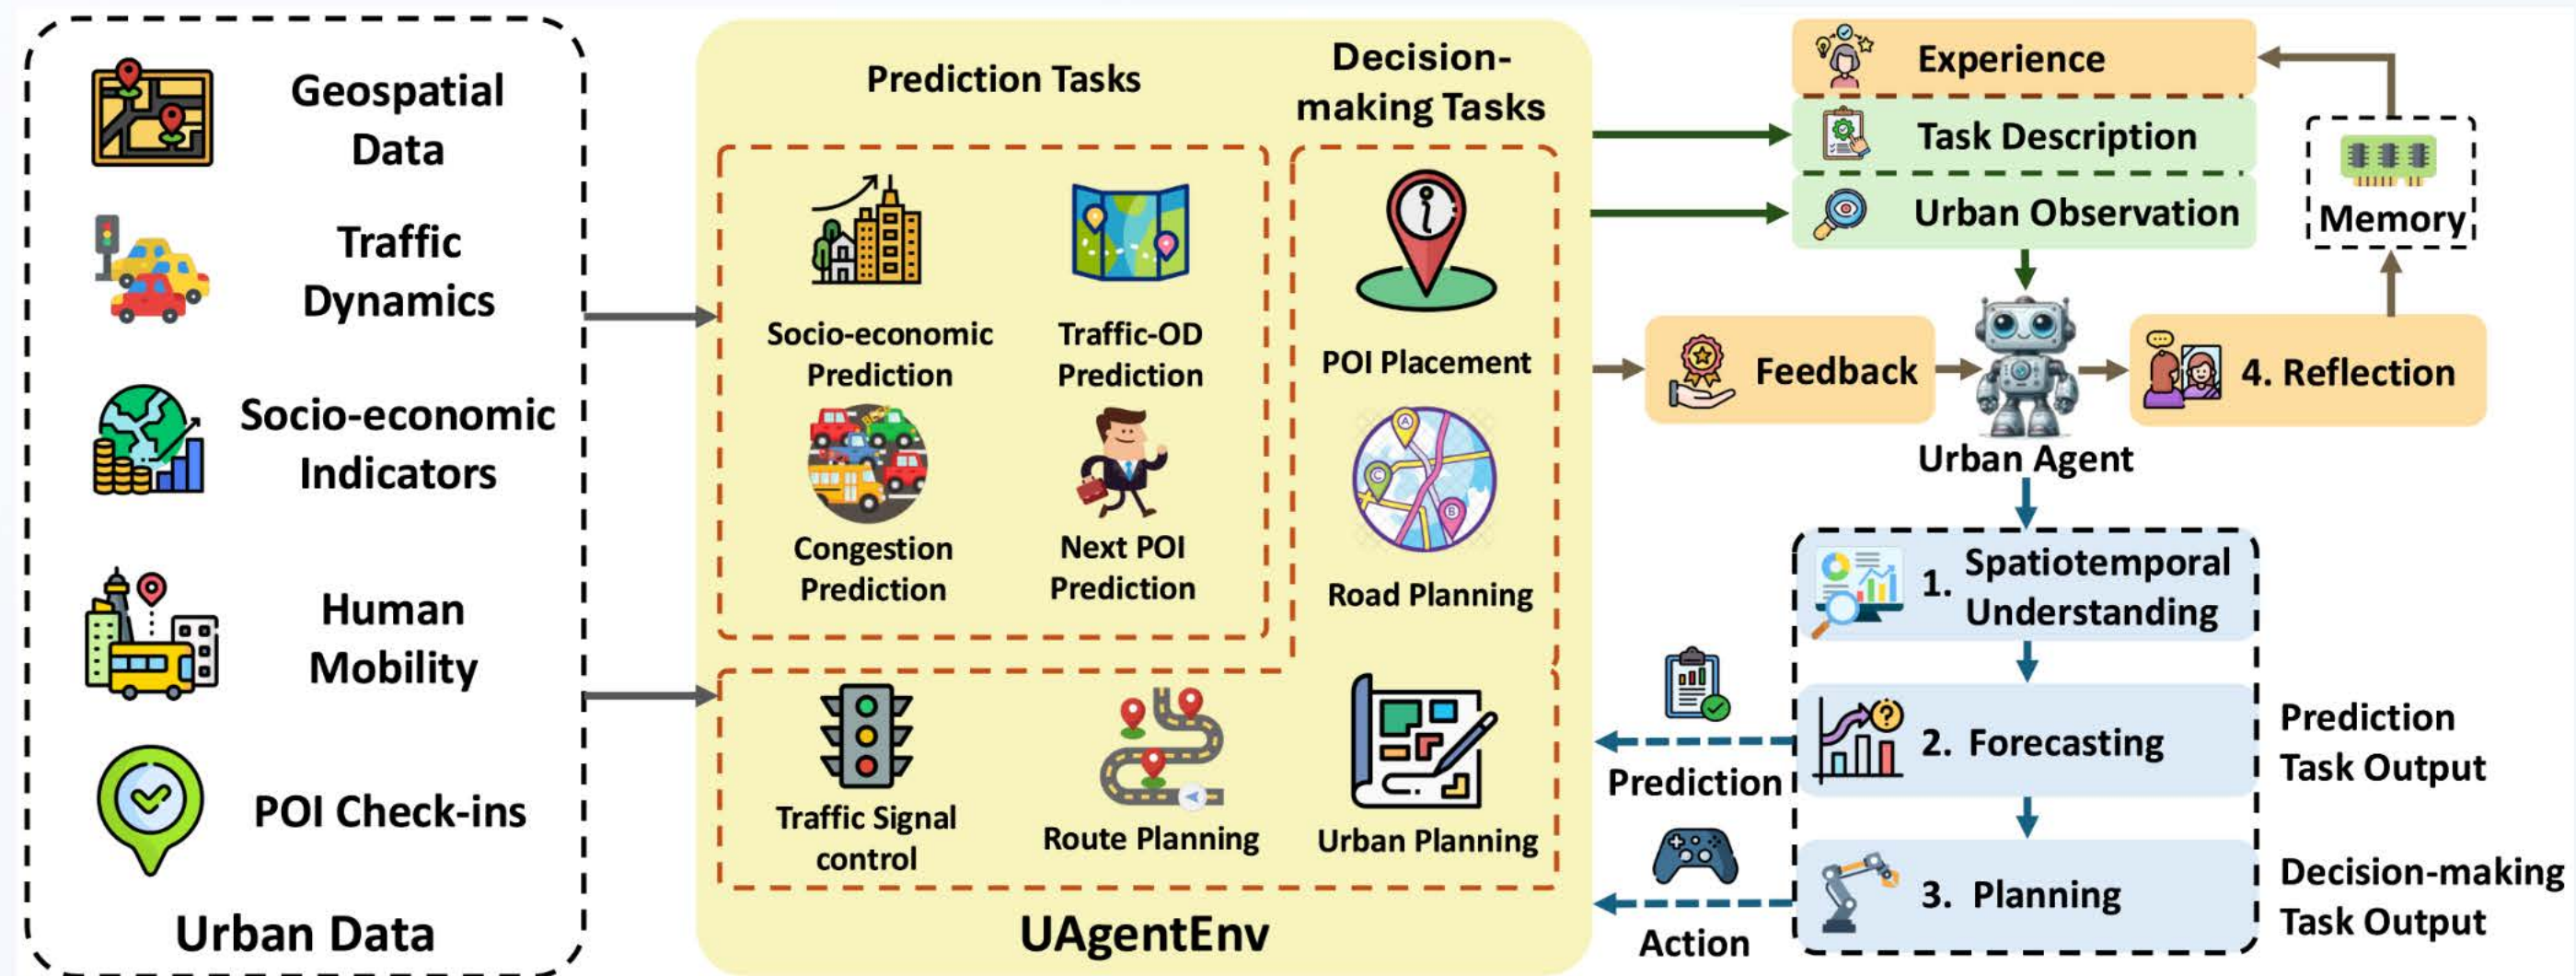 Geospatial
Data
Traffic
Dynamics
Socio-economic
Indicators
Human
Mobility
POI Check-ins
Urban Data
Prediction Tasks
Decision-
making Tasks
Socio-economic
Prediction
Traffic-OD
Prediction
Congestion
Prediction
Next POI
Prediction
i
POI Placement
A
C
B
Road Planning
Traffic Signal
control
Route Planning
Urban Planning
UAgentEnv
Experience
Task Description
Urban Observation
Memory
Feedback
Urban Agent
4. Reflection
1. Spatiotemporal
Understanding
2. Forecasting
3. Planning
Prediction
Action
Prediction
Task Output
Decision-making
Task Output